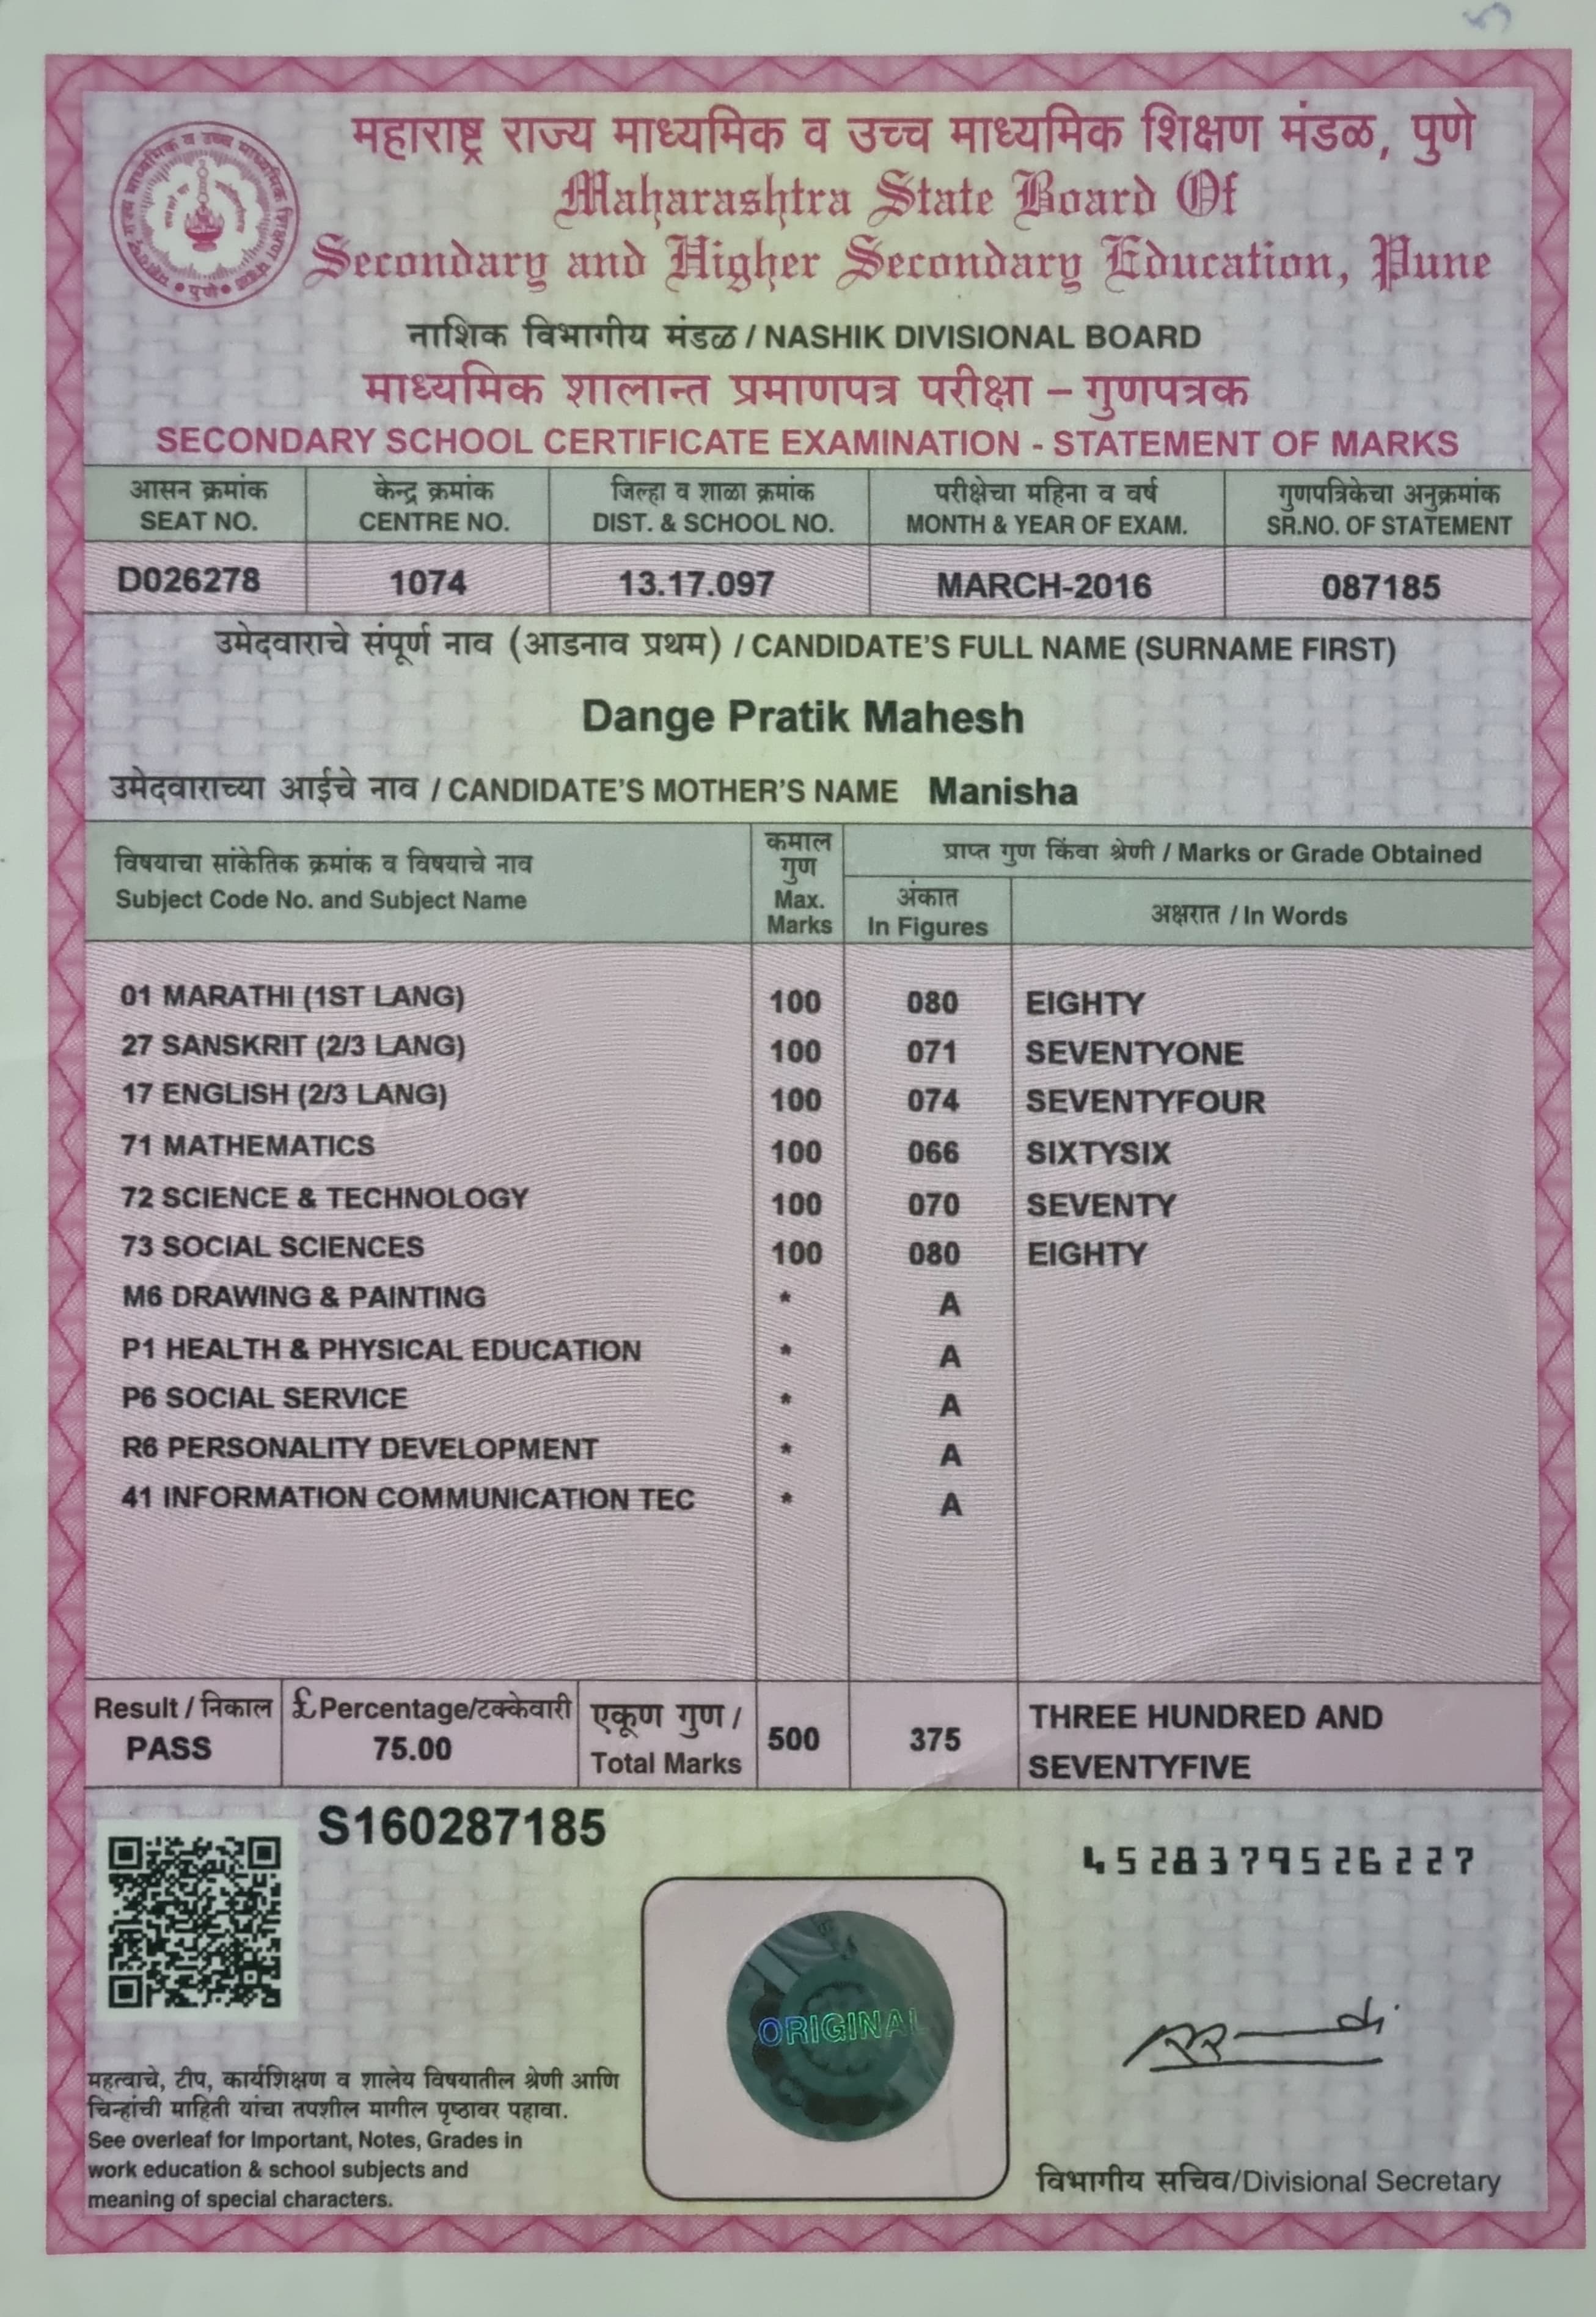 महाराष्ट्र राज्य माध्यमिक व उच्च माध्यमिक शिक्षण मंडळ, पुणे
Maharashtra State Board Of
Secondary and Higher Secondary Education, Pune
नाशिक विभागीय मंडळ / NASHIK DIVISIONAL BOARD
माध्यमिक शालान्त प्रमाणपत्र परीक्षा – गुणपत्रक
SECONDARY SCHOOL CERTIFICATE EXAMINATION - STATEMENT OF MARKS
आसन क्रमांक केन्द्र क्रमांक जिल्हा व शाळा क्रमांक परीक्षेचा महिना व वर्ष गुणपत्रिकेचा अनुक्रमांक
SEAT NO. CENTRE NO. DIST. & SCHOOL NO. MONTH & YEAR OF EXAM. SR.NO. OF STATEMENT
D026278 1074 13.17.097 MARCH-2016 087185
उमेदवाराचे संपूर्ण नाव (आडनाव प्रथम) / CANDIDATE'S FULL NAME (SURNAME FIRST)
Dange Pratik Mahesh
उमेदवाराच्या आईचे नाव / CANDIDATE'S MOTHER'S NAME Manisha
विषयाचा सांकेतिक क्रमांक व विषयाचे नाव
Subject Code No. and Subject Name
कमाल
गुण
Max.
Marks
प्राप्त गुण किंवा श्रेणी / Marks or Grade Obtained
अंकात
In Figures
अक्षरात / In Words
01 MARATHI (1ST LANG) 100 080 EIGHTY
27 SANSKRIT (2/3 LANG) 100 071 SEVENTYONE
17 ENGLISH (2/3 LANG) 100 074 SEVENTYFOUR
71 MATHEMATICS 100 066 SIXTYSIX
72 SCIENCE & TECHNOLOGY 100 070 SEVENTY
73 SOCIAL SCIENCES 100 080 EIGHTY
M6 DRAWING & PAINTING * A
P1 HEALTH & PHYSICAL EDUCATION * A
P6 SOCIAL SERVICE * A
R6 PERSONALITY DEVELOPMENT * A
41 INFORMATION COMMUNICATION TEC * A
Result / निकाल
PASS
£ Percentage/टक्केवारी
75.00
एकूण गुण /
Total Marks
500
375
THREE HUNDRED AND
SEVENTYFIVE
S160287185
4528379526227
ORIGINAL
महत्वाचे, टीप, कार्यशिक्षण व शालेय विषयातील श्रेणी आणि
चिन्हांची माहिती यांचा तपशील मागील पृष्ठावर पहावा.
See overleaf for Important, Notes, Grades in
work education & school subjects and
meaning of special characters.
विभागीय सचिव/Divisional Secretary